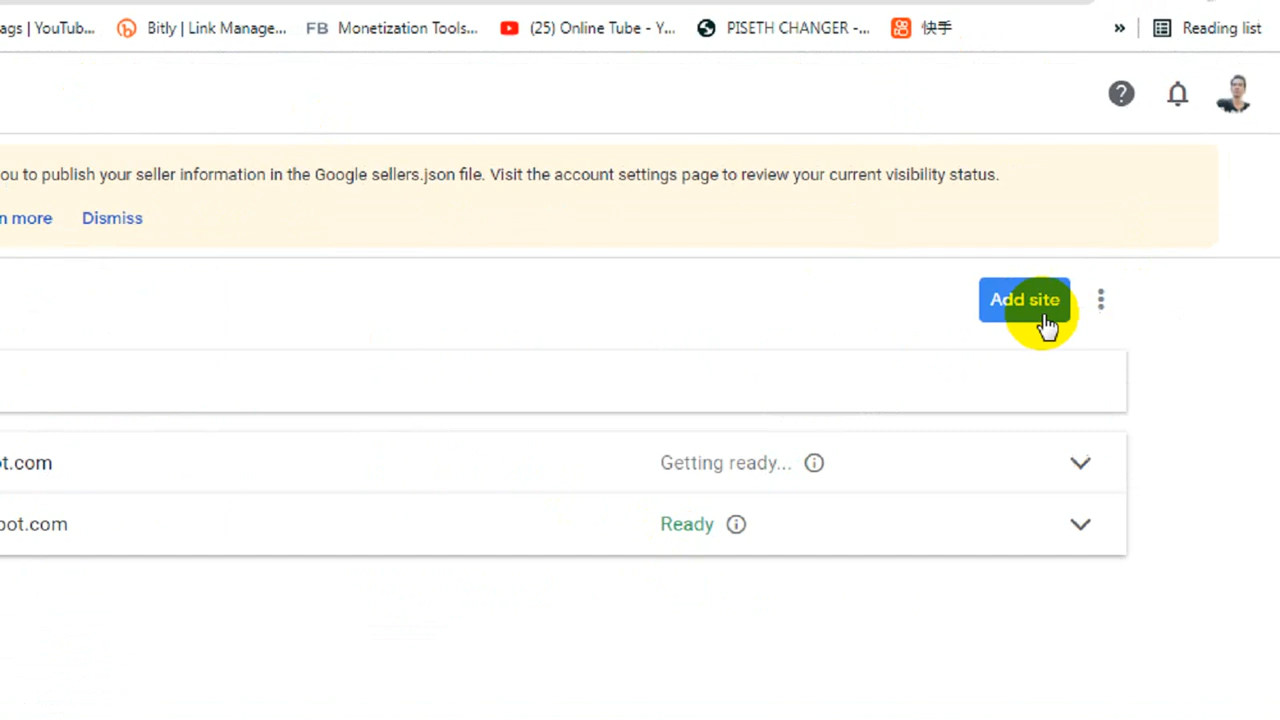 ags | YouTub... Bitly | Link Manage... FB Monetization Tools... (25) Online Tube - Y... PISETH CHANGER -... 快手 » Reading list
ou to publish your seller information in the Google sellers.json file. Visit the account settings page to review your current visibility status.
n more Dismiss
Add site
ot.com Getting ready...
pot.com Ready